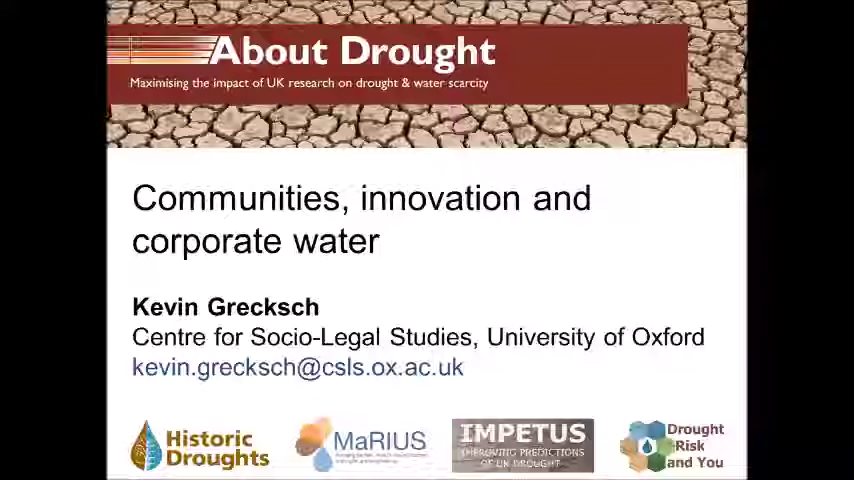 About Drought
Maximising the impact of UK research on drought & water scarcity
Communities, innovation and
corporate water
Kevin Grecksch
Centre for Socio-Legal Studies, University of Oxford
kevin.grecksch@csls.ox.ac.uk
Historic
Droughts
MaRIUS
IMPETUS
IMPROVING PREDICTIONS
OF UK DROUGHT
Drought
Risk
and You